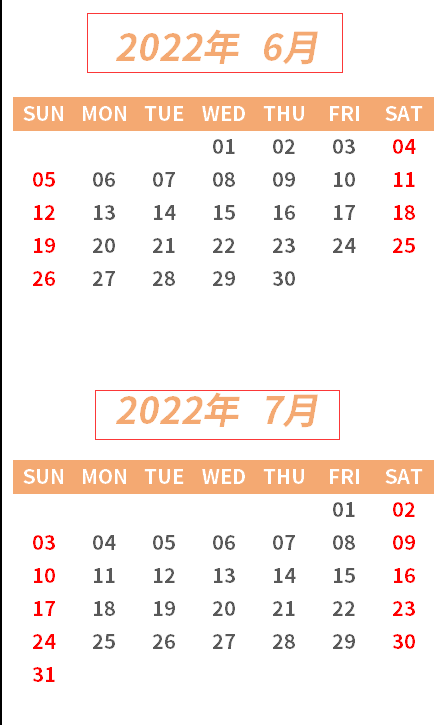 2022年 6月
SUN MON TUE WED THU FRI SAT
01 02 03 04
05 06 07 08 09 10 11
12 13 14 15 16 17 18
19 20 21 22 23 24 25
26 27 28 29 30
2022年 7月
SUN MON TUE WED THU FRI SAT
01 02
03 04 05 06 07 08 09
10 11 12 13 14 15 16
17 18 19 20 21 22 23
24 25 26 27 28 29 30
31